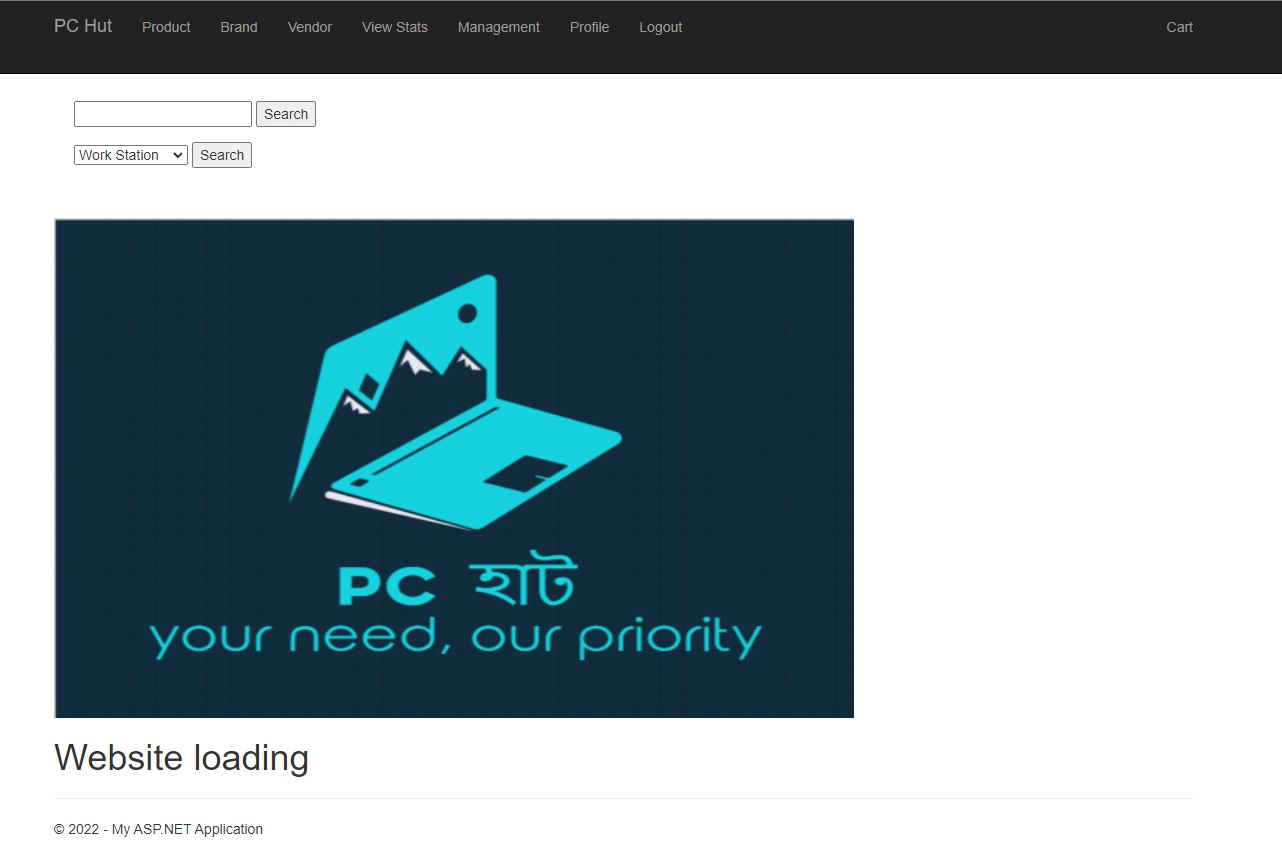 PC Hut Product Brand Vendor View Stats Management Profile Logout Cart
Search
Work Station Search
PC হাট
your need, our priority
Website loading
© 2022 - My ASP.NET Application